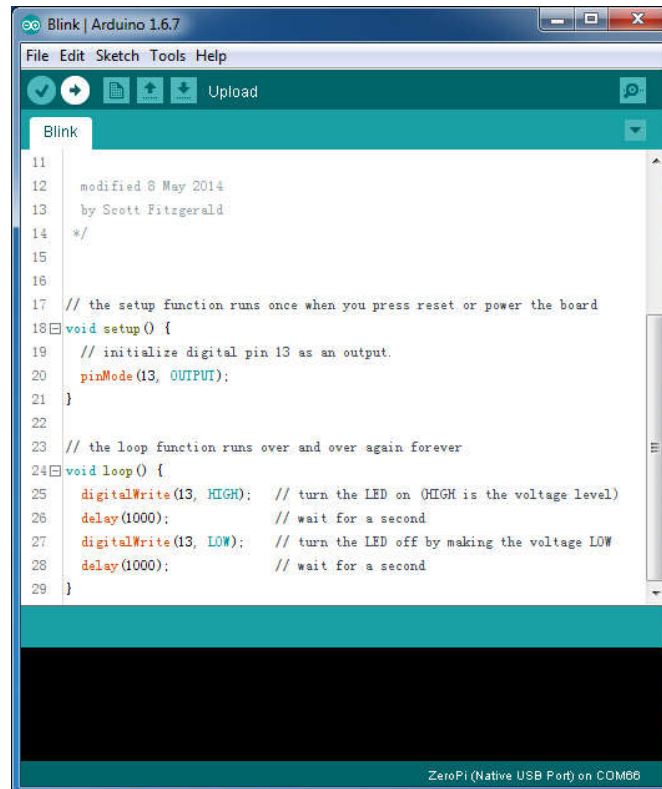 Blink | Arduino 1.6.7
File Edit Sketch Tools Help
Upload
Blink
11
12 modified 8 May 2014
13 by Scott Fitzgerald
14 */
15
16
17 // the setup function runs once when you press reset or power the board
18 void setup() {
19 // initialize digital pin 13 as an output.
20 pinMode(13, OUTPUT);
21 }
22
23 // the loop function runs over and over again forever
24 void loop() {
25 digitalWrite(13, HIGH); // turn the LED on (HIGH is the voltage level)
26 delay(1000); // wait for a second
27 digitalWrite(13, LOW); // turn the LED off by making the voltage LOW
28 delay(1000); // wait for a second
29 }
ZeroPi (Native USB Port) on COM66